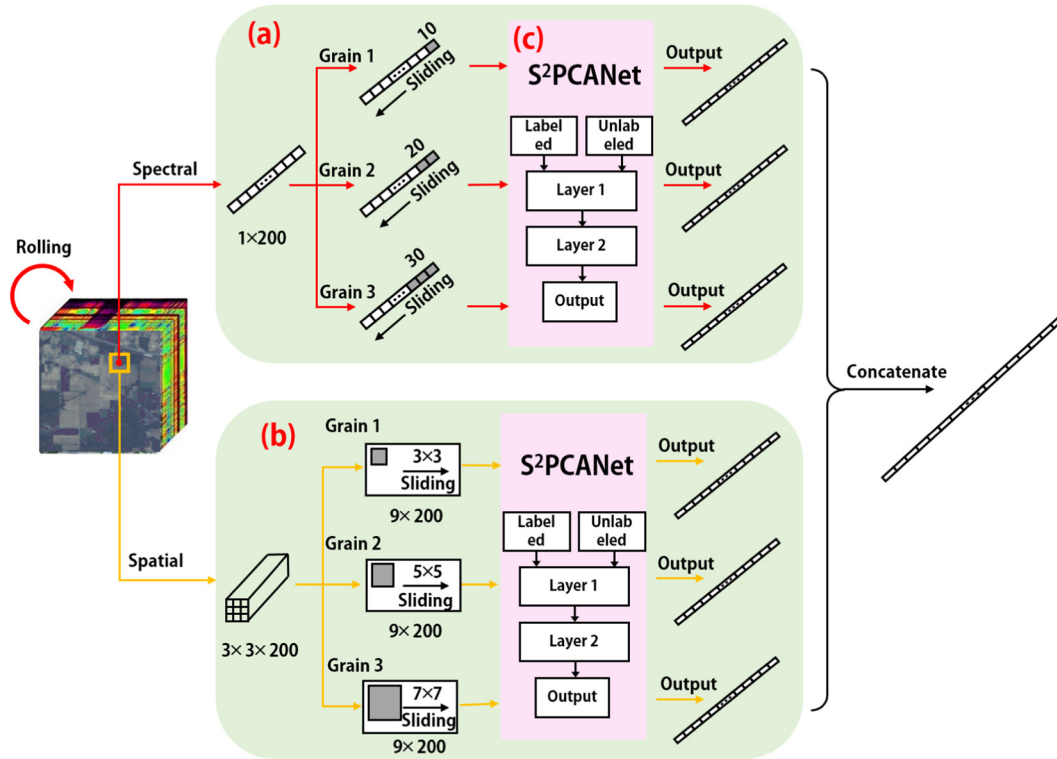 Rolling
Spectral
Spatial
(a)
1×200
Grain 1
10
Sliding
Grain 2
20
Sliding
Grain 3
30
Sliding
(c)
S²PCANet
Label
ed
Unlab
eled
Layer 1
Layer 2
Output
Output
Output
Output
(b)
3×3×200
Grain 1
3×3
Sliding
9×200
Grain 2
5×5
Sliding
9×200
Grain 3
7×7
Sliding
9×200
S²PCANet
Label
ed
Unlab
eled
Layer 1
Layer 2
Output
Output
Output
Output
Concatenate